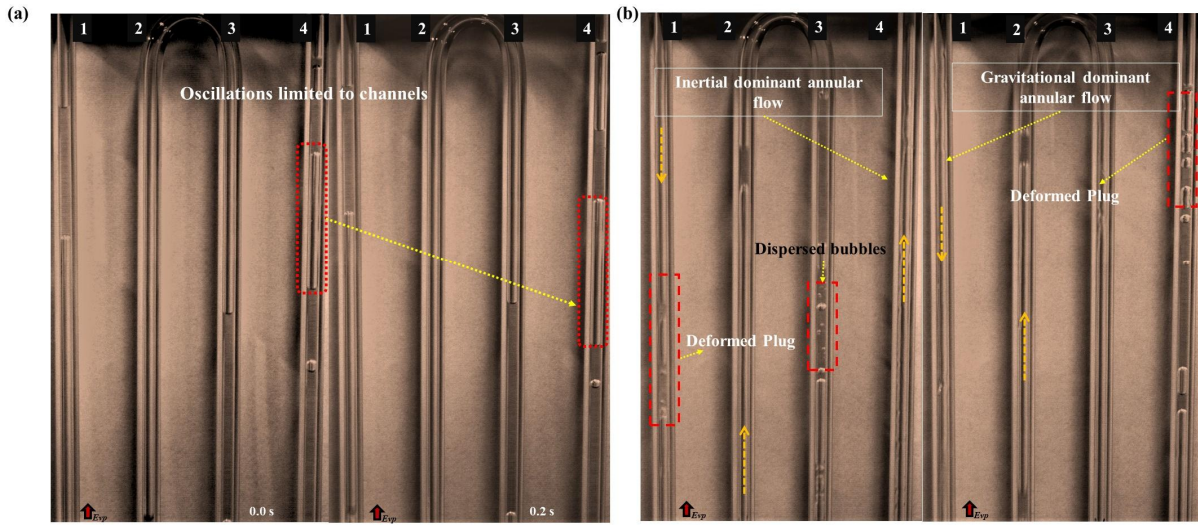 (a)
1 2 3 4
1 2 3 4
Oscillations limited to channels
0.0 s
0.2 s
Evp
Evp
(b)
1 2 3 4
1 2 3 4
Inertial dominant annular
flow
Gravitational dominant
annular flow
Deformed Plug
Dispersed bubbles
Deformed Plug
Evp
Evp